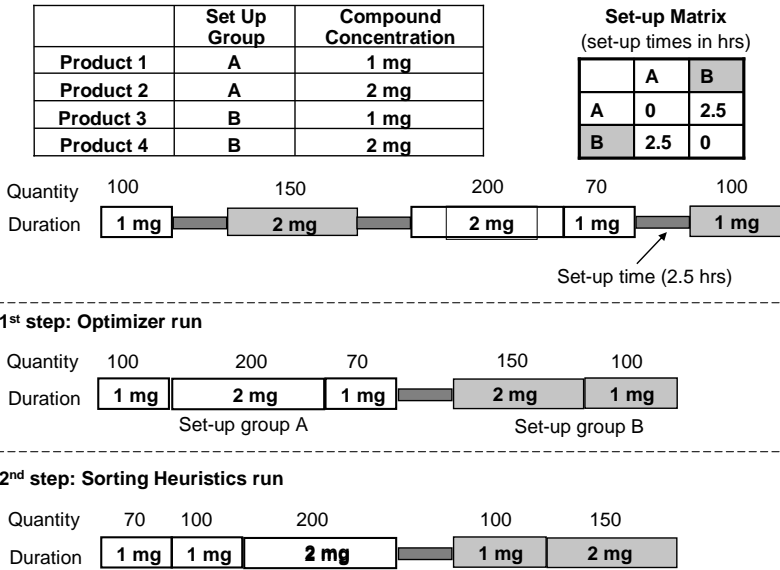 Set Up Group Compound Concentration
Product 1 A 1 mg
Product 2 A 2 mg
Product 3 B 1 mg
Product 4 B 2 mg
Set-up Matrix
(set-up times in hrs)
A B
A 0 2.5
B 2.5 0
Quantity 100 150 200 70 100
Duration 1 mg 2 mg 2 mg 1 mg 1 mg
Set-up time (2.5 hrs)
1st step: Optimizer run
Quantity 100 200 70 150 100
Duration 1 mg 2 mg 1 mg 2 mg 1 mg
Set-up group A Set-up group B
2nd step: Sorting Heuristics run
Quantity 70 100 200 100 150
Duration 1 mg 1 mg 2 mg 1 mg 2 mg